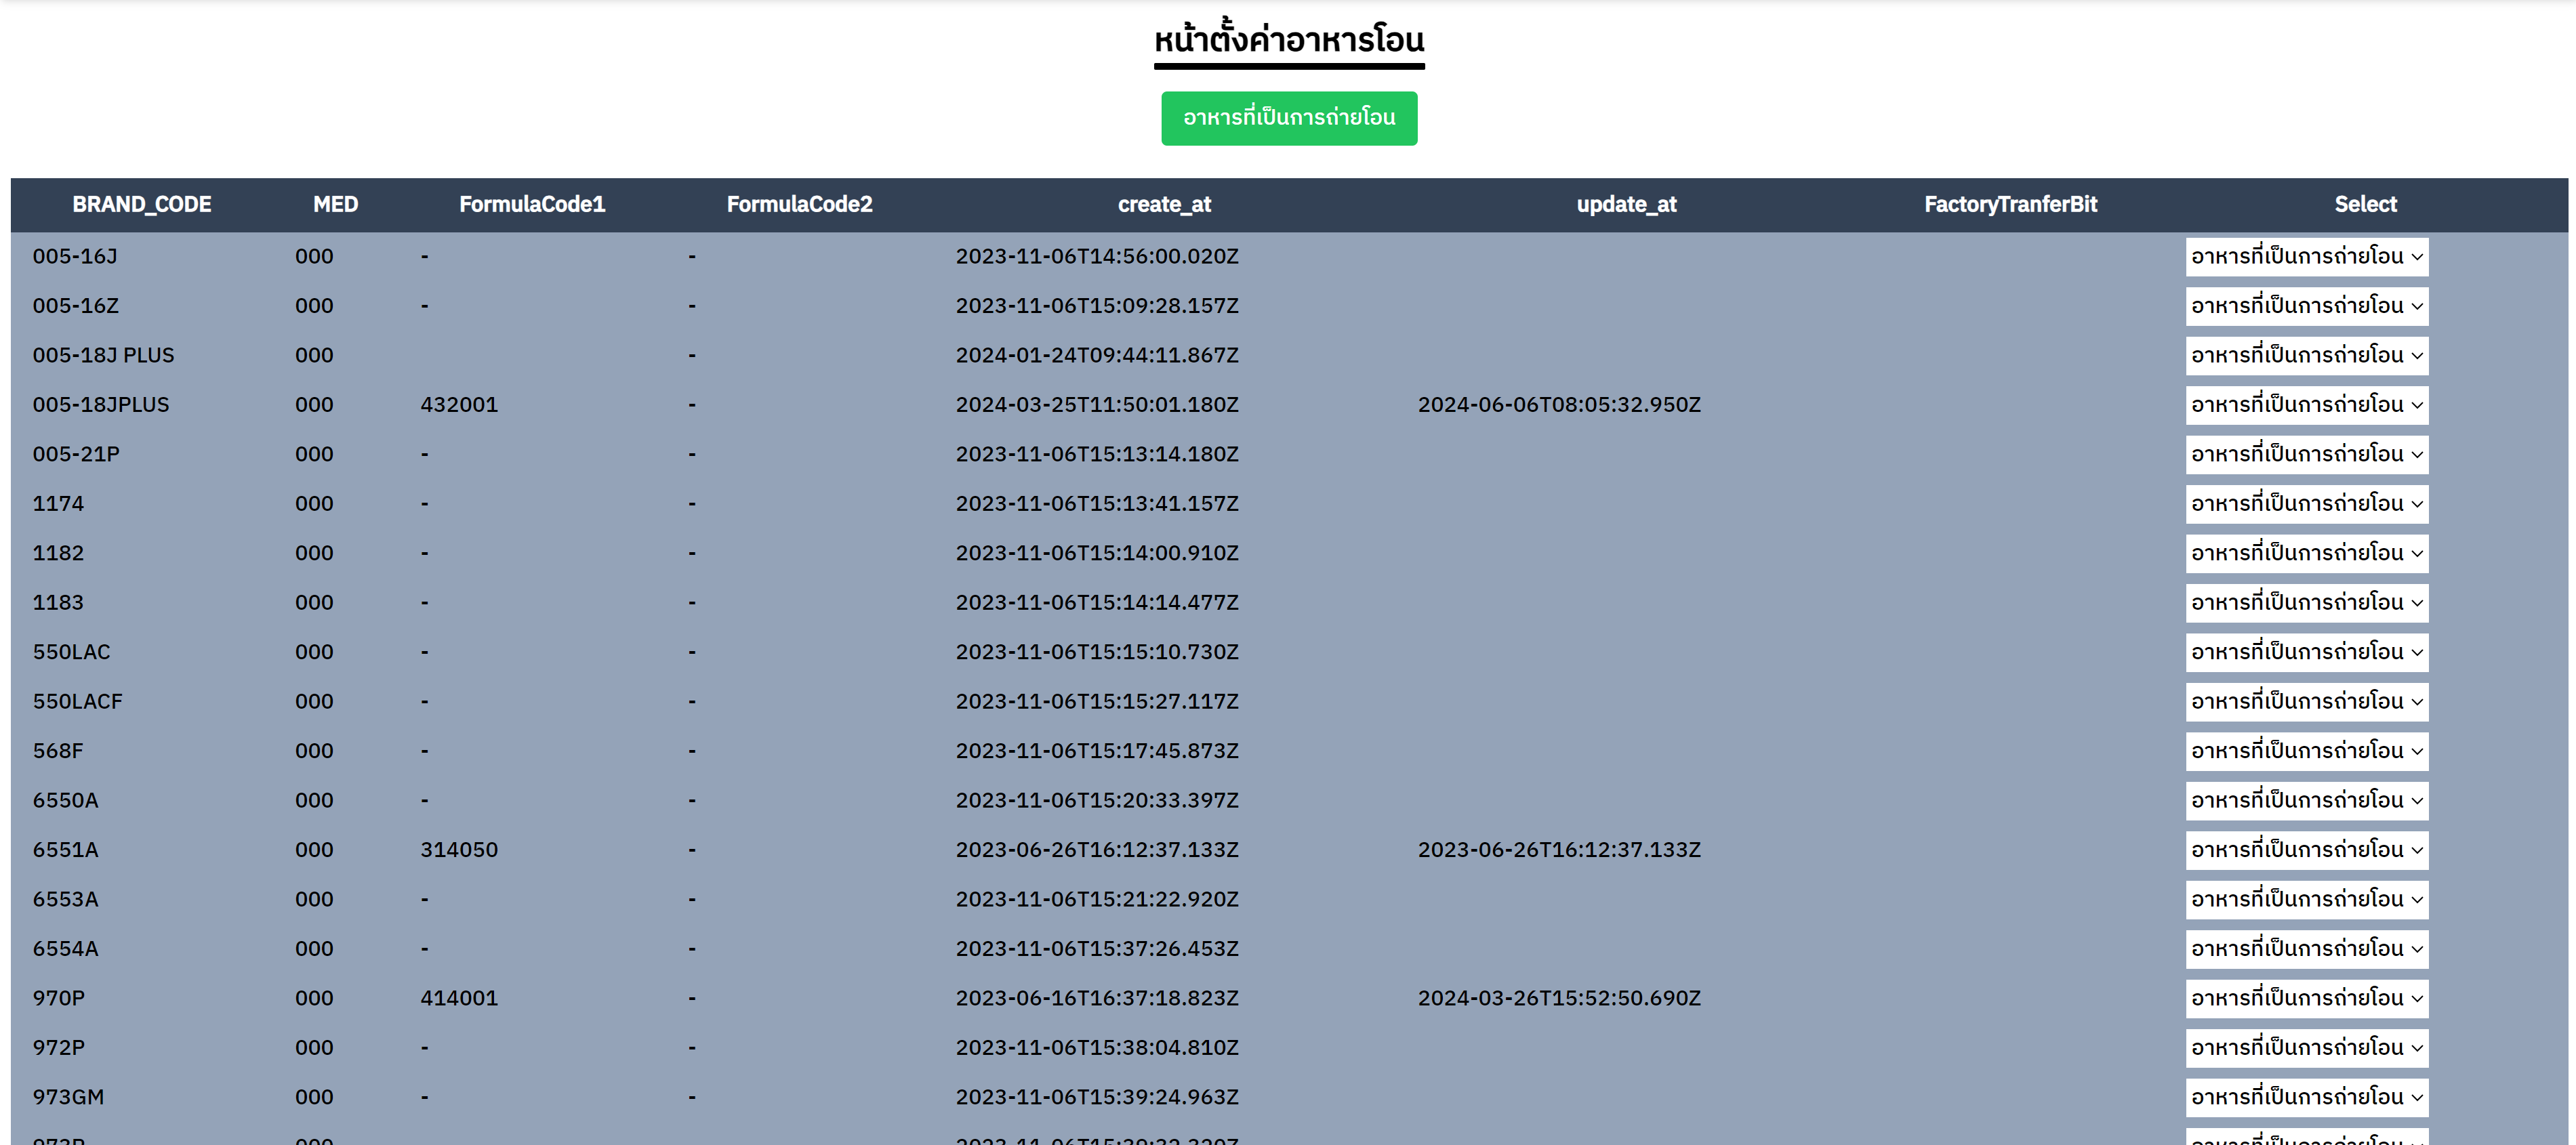 หน้าตั้งค่าอาหารโอน
อาหารที่เป็นการถ่ายโอน
BRAND_CODE MED FormulaCode1 FormulaCode2 create_at update_at FactoryTranferBit Select
005-16J 000 - - 2023-11-06T14:56:00.020Z อาหารที่เป็นการถ่ายโอน
005-16Z 000 - - 2023-11-06T15:09:28.157Z อาหารที่เป็นการถ่ายโอน
005-18J PLUS 000 - 2024-01-24T09:44:11.867Z อาหารที่เป็นการถ่ายโอน
005-18JPLUS 000 432001 - 2024-03-25T11:50:01.180Z 2024-06-06T08:05:32.950Z อาหารที่เป็นการถ่ายโอน
005-21P 000 - - 2023-11-06T15:13:14.180Z อาหารที่เป็นการถ่ายโอน
1174 000 - - 2023-11-06T15:13:41.157Z อาหารที่เป็นการถ่ายโอน
1182 000 - - 2023-11-06T15:14:00.910Z อาหารที่เป็นการถ่ายโอน
1183 000 - - 2023-11-06T15:14:14.477Z อาหารที่เป็นการถ่ายโอน
550LAC 000 - - 2023-11-06T15:15:10.730Z อาหารที่เป็นการถ่ายโอน
550LACF 000 - - 2023-11-06T15:15:27.117Z อาหารที่เป็นการถ่ายโอน
568F 000 - - 2023-11-06T15:17:45.873Z อาหารที่เป็นการถ่ายโอน
6550A 000 - - 2023-11-06T15:20:33.397Z อาหารที่เป็นการถ่ายโอน
6551A 000 314050 - 2023-06-26T16:12:37.133Z 2023-06-26T16:12:37.133Z อาหารที่เป็นการถ่ายโอน
6553A 000 - - 2023-11-06T15:21:22.920Z อาหารที่เป็นการถ่ายโอน
6554A 000 - - 2023-11-06T15:37:26.453Z อาหารที่เป็นการถ่ายโอน
970P 000 414001 - 2023-06-16T16:37:18.823Z 2024-03-26T15:52:50.690Z อาหารที่เป็นการถ่ายโอน
972P 000 - - 2023-11-06T15:38:04.810Z อาหารที่เป็นการถ่ายโอน
973GM 000 - - 2023-11-06T15:39:24.963Z อาหารที่เป็นการถ่ายโอน